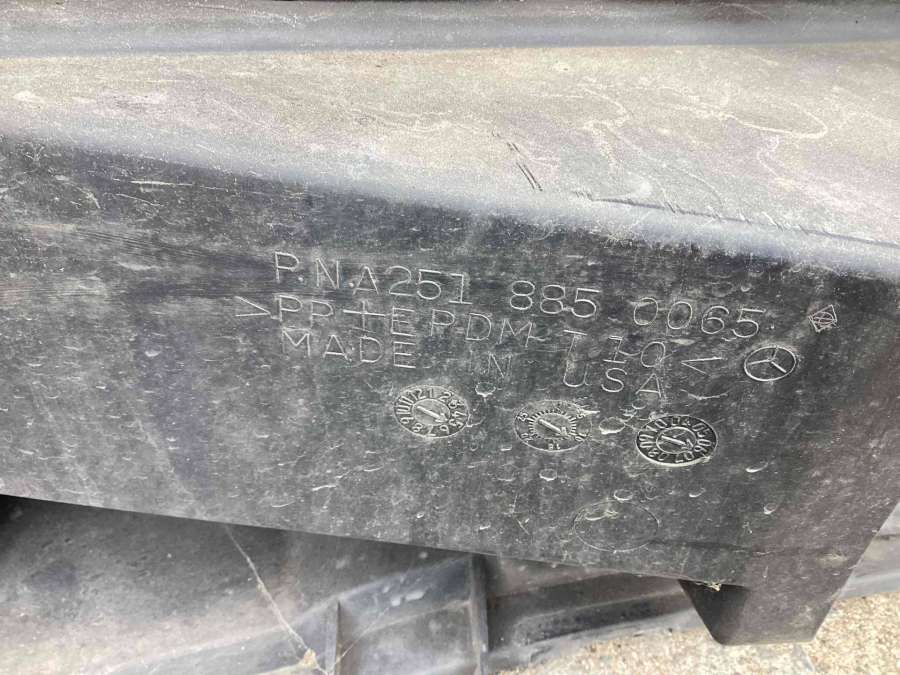 P.N.A251 885 0065
>PP+EPDM-T10<
MADE IN USA